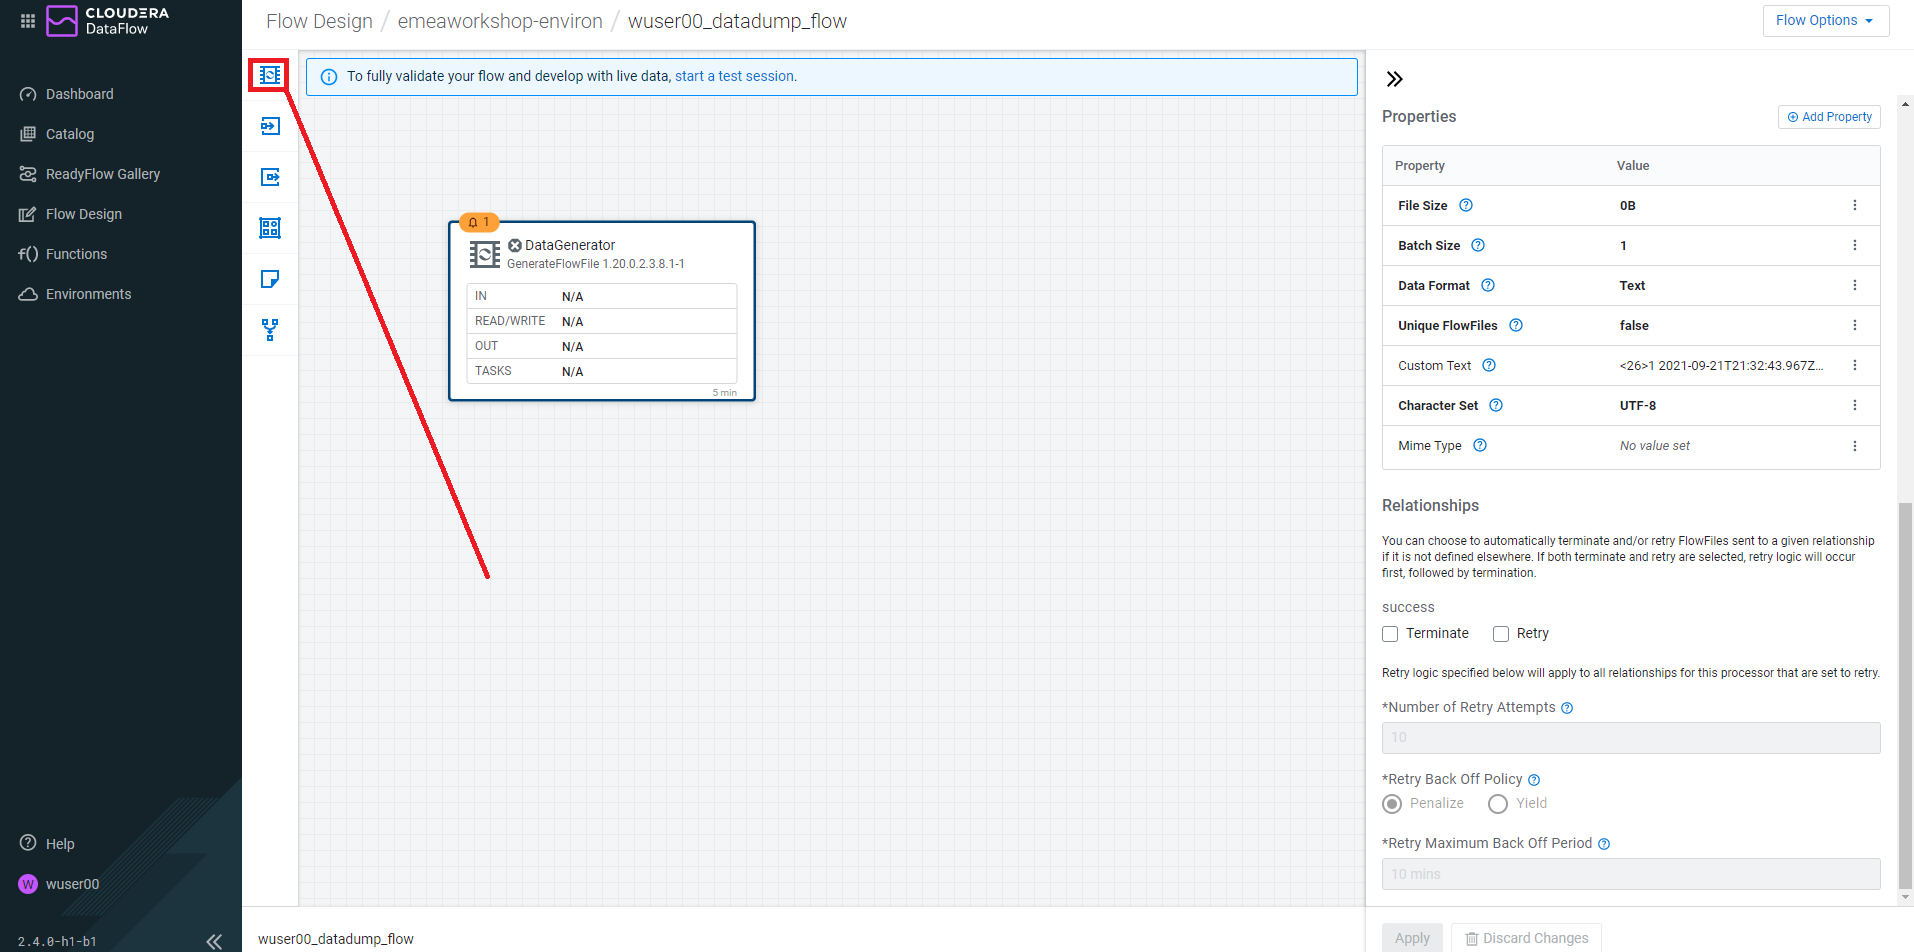 CLOUDERA
DataFlow
Dashboard
Catalog
ReadyFlow Gallery
Flow Design
f() Functions
Environments
Help
W wuser00
2.4.0-h1-b1
Flow Design / emeaworkshop-environ / wuser00_datadump_flow
Flow Options
To fully validate your flow and develop with live data, start a test session.
1
DataGenerator
GenerateFlowFile 1.20.0.2.3.8.1-1
IN N/A
READ/WRITE N/A
OUT N/A
TASKS N/A
5 min
wuser00_datadump_flow
Properties
Add Property
Property Value
File Size 0B
Batch Size 1
Data Format Text
Unique FlowFiles false
Custom Text <26>1 2021-09-21T21:32:43.967Z...
Character Set UTF-8
Mime Type No value set
Relationships
You can choose to automatically terminate and/or retry FlowFiles sent to a given relationship
if it is not defined elsewhere. If both terminate and retry are selected, retry logic will occur
first, followed by termination.
success
Terminate Retry
Retry logic specified below will apply to all relationships for this processor that are set to retry.
*Number of Retry Attempts
10
*Retry Back Off Policy
Penalize Yield
*Retry Maximum Back Off Period
10 mins
Apply Discard Changes